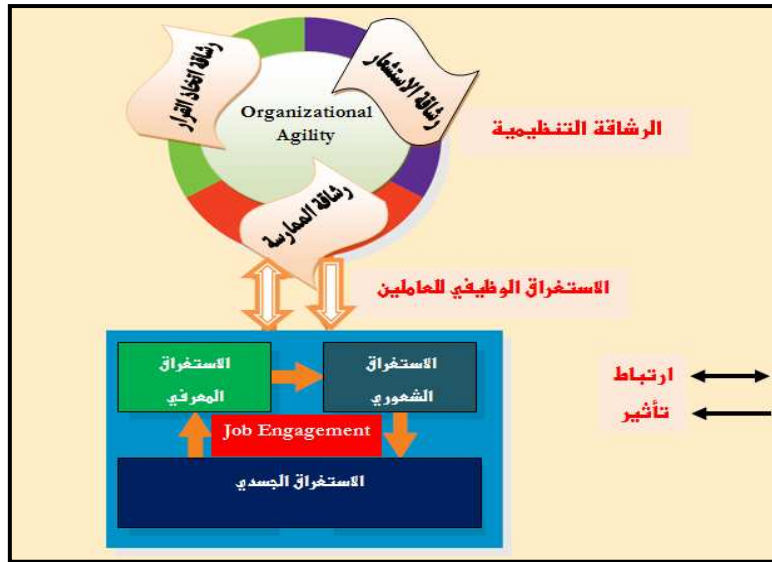 رشاقة اتخاذ القرار
رشاقة الاستشعار
Organizational
Agility
رشاقة الممارسة
الرشاقة التنظيمية
الاستغراق الوظيفي للعاملين
الاستغراق
المعرفي
الاستغراق
الشعوري
Job Engagement
الاستغراق الجسدي
ارتباط
تأثير